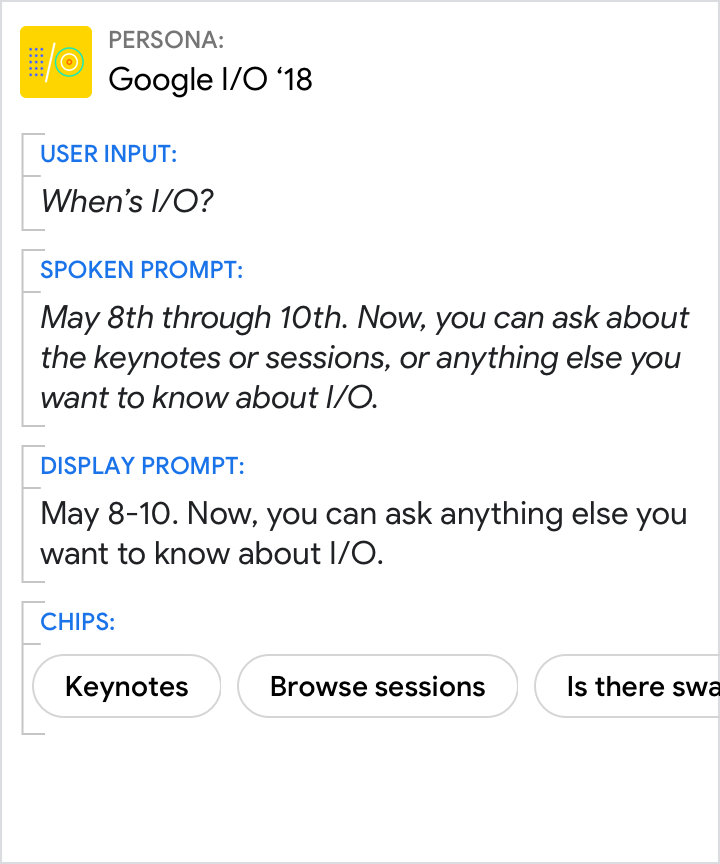 PERSONA:
Google I/O ‘18
USER INPUT:
When’s I/O?
SPOKEN PROMPT:
May 8th through 10th. Now, you can ask about
the keynotes or sessions, or anything else you
want to know about I/O.
DISPLAY PROMPT:
May 8-10. Now, you can ask anything else you
want to know about I/O.
CHIPS:
Keynotes Browse sessions Is there